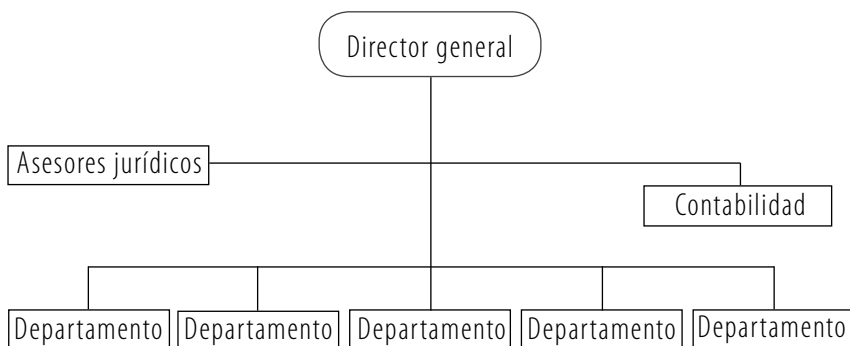 Director general
Asesores jurídicos
Contabilidad
Departamento
Departamento
Departamento
Departamento
Departamento